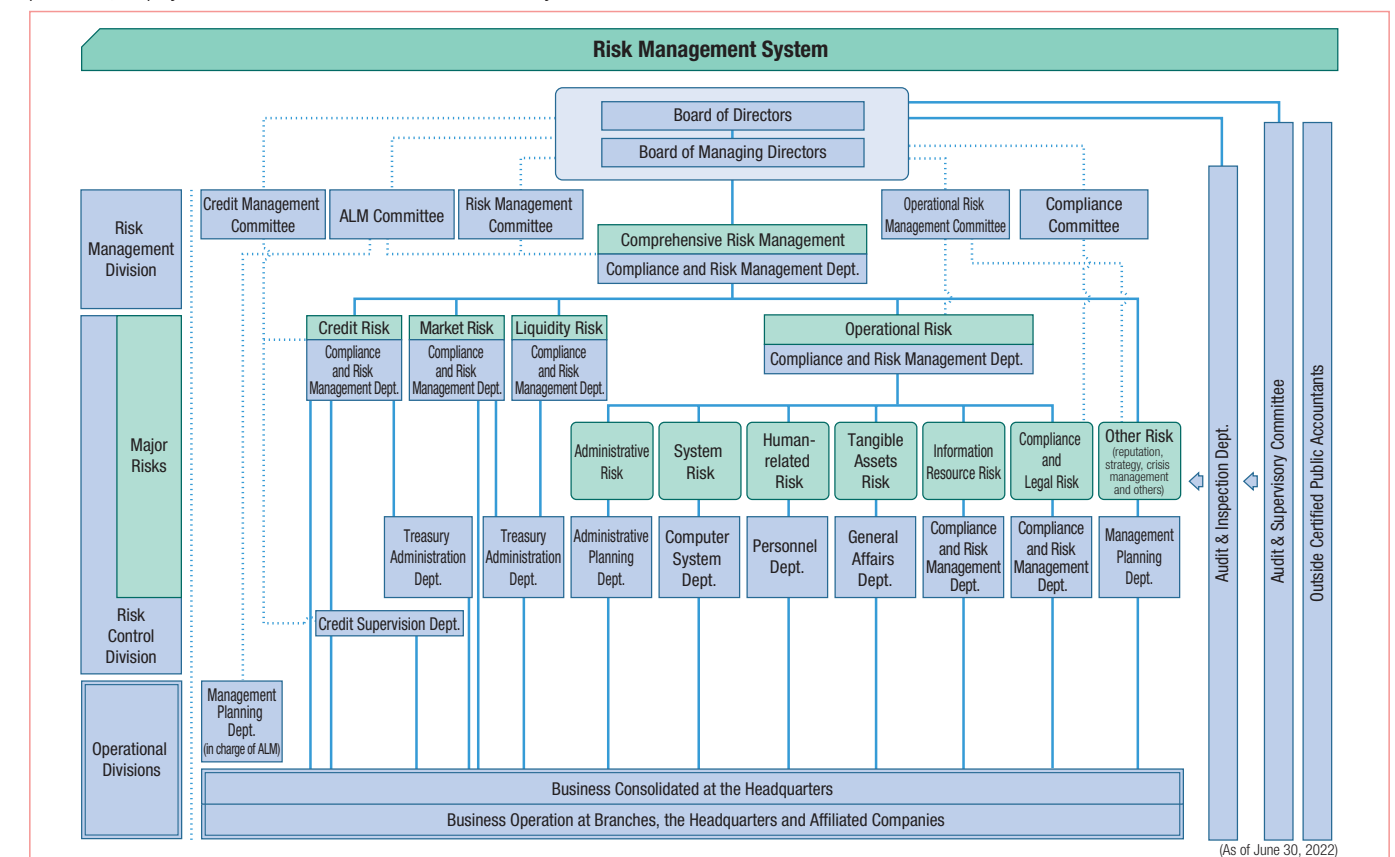 Risk Management System
Board of Directors
Board of Managing Directors
Risk
Management
Division
Credit Management
Committee
ALM Committee
Risk Management
Committee
Operational Risk
Management Committee
Compliance
Committee
Comprehensive Risk Management
Compliance and Risk Management Dept.
Major
Risks
Risk
Control
Division
Credit Risk
Compliance
and Risk
Management Dept.
Market Risk
Compliance
and Risk
Management Dept.
Liquidity Risk
Compliance
and Risk
Management Dept.
Operational Risk
Compliance and Risk Management Dept.
Administrative
Risk
System
Risk
Human-
related
Risk
Tangible
Assets
Risk
Information
Resource Risk
Compliance
and
Legal Risk
Other Risk
(reputation,
strategy, crisis
management
and others)
Treasury
Administration
Dept.
Treasury
Administration
Dept.
Administrative
Planning
Dept.
Computer
System
Dept.
Personnel
Dept.
General
Affairs
Dept.
Compliance
and Risk
Management
Dept.
Compliance
and Risk
Management
Dept.
Management
Planning
Dept.
Credit Supervision Dept.
Operational
Divisions
Management
Planning
Dept.
(in charge of ALM)
Business Consolidated at the Headquarters
Business Operation at Branches, the Headquarters and Affiliated Companies
Audit & Inspection Dept.
Audit & Supervisory Committee
Outside Certified Public Accountants
(As of June 30, 2022)